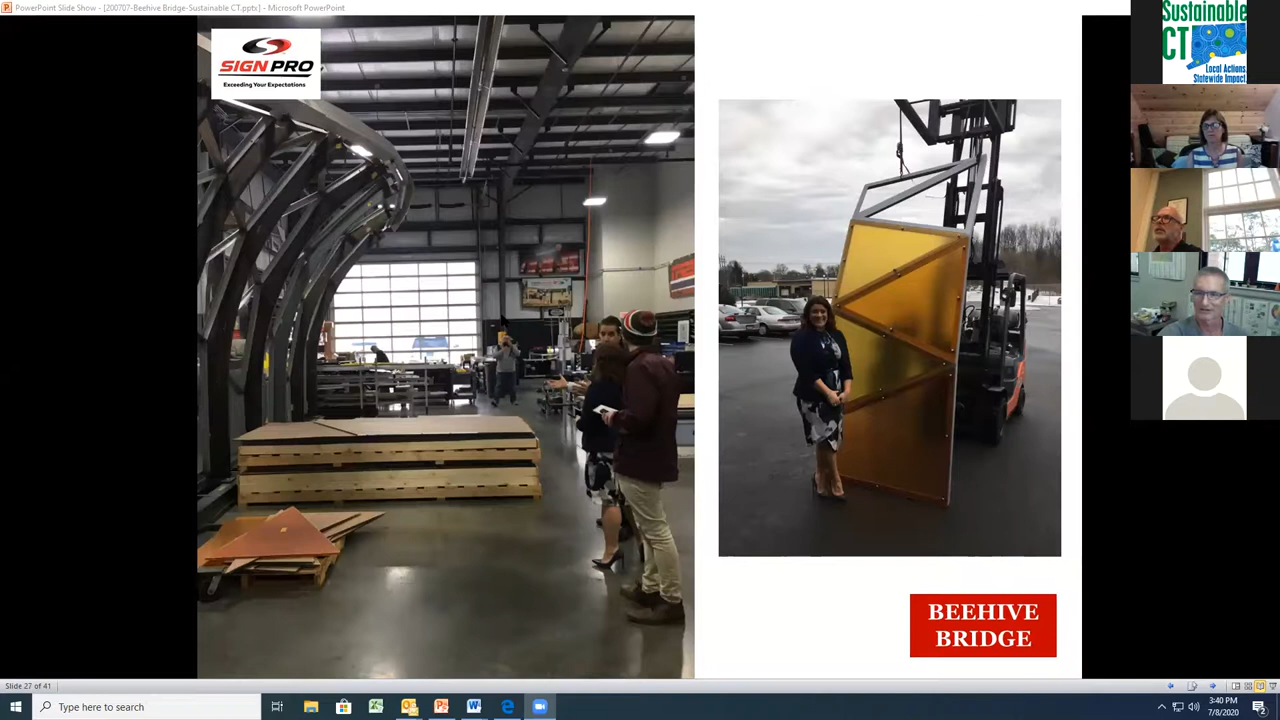 PowerPoint Slide Show - [200707-Beehive Bridge-Sustainable CT.pptx] - Microsoft PowerPoint
SIGN PRO
Exceeding Your Expectations
Sustainable
CT
Local Actions,
Statewide Impact.
BEEHIVE
BRIDGE
Slide 27 of 41
Type here to search
3:40 PM
7/8/2020
2